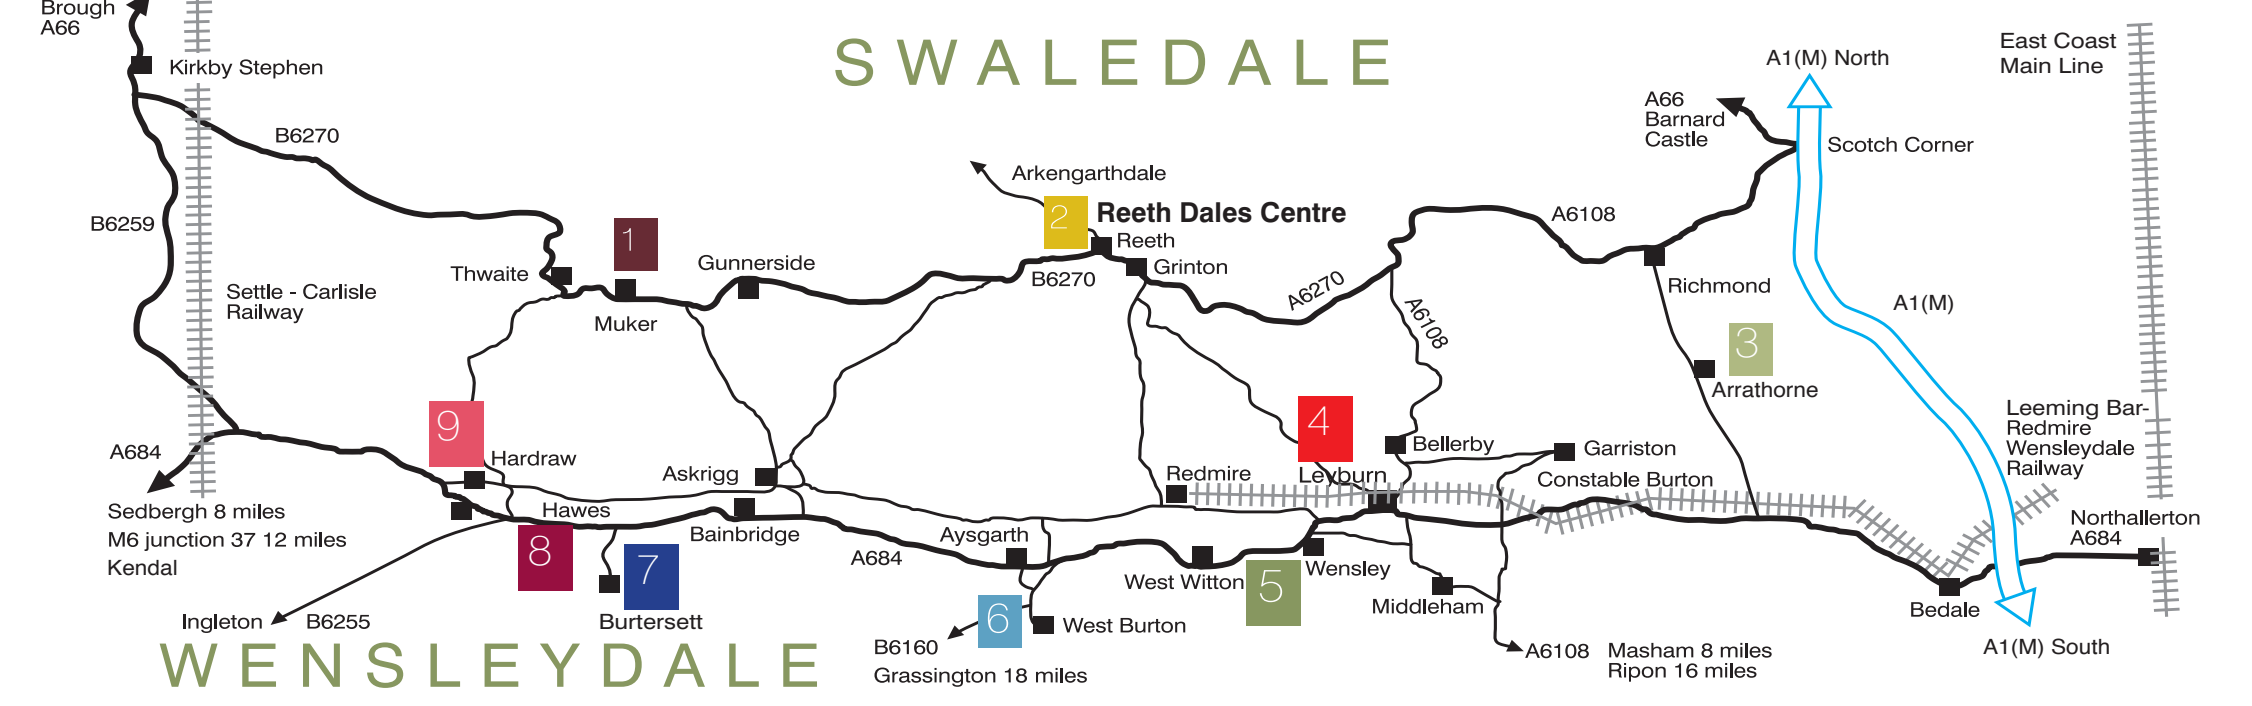 Brough
A66
SWALEDALE
Kirkby Stephen
A1(M) North
East Coast
Main Line
A66
Barnard
Castle
Scotch Corner
B6270
Arkengarthdale
2
Reeth Dales Centre
Reeth
A6108
B6259
1
Gunnerside
Thwaite
B6270
Grinton
A6270
Richmond
Settle - Carlisle
Railway
Muker
A6108
A1(M)
3
Arrathorne
9
4
Leeming Bar-
Redmire
Wensleydale
Railway
A684
Hardraw
Askrigg
Redmire
Leyburn
Bellerby
Garriston
Constable Burton
Sedbergh 8 miles
M6 junction 37 12 miles
Kendal
Hawes
8
7
Bainbridge
A684
Aysgarth
West Witton
5
Wensley
Northallerton
A684
Ingleton
B6255
Burtersett
6
West Burton
Middleham
Bedale
B6160
Grassington 18 miles
A6108
Masham 8 miles
Ripon 16 miles
A1(M) South
WENSLEYDALE